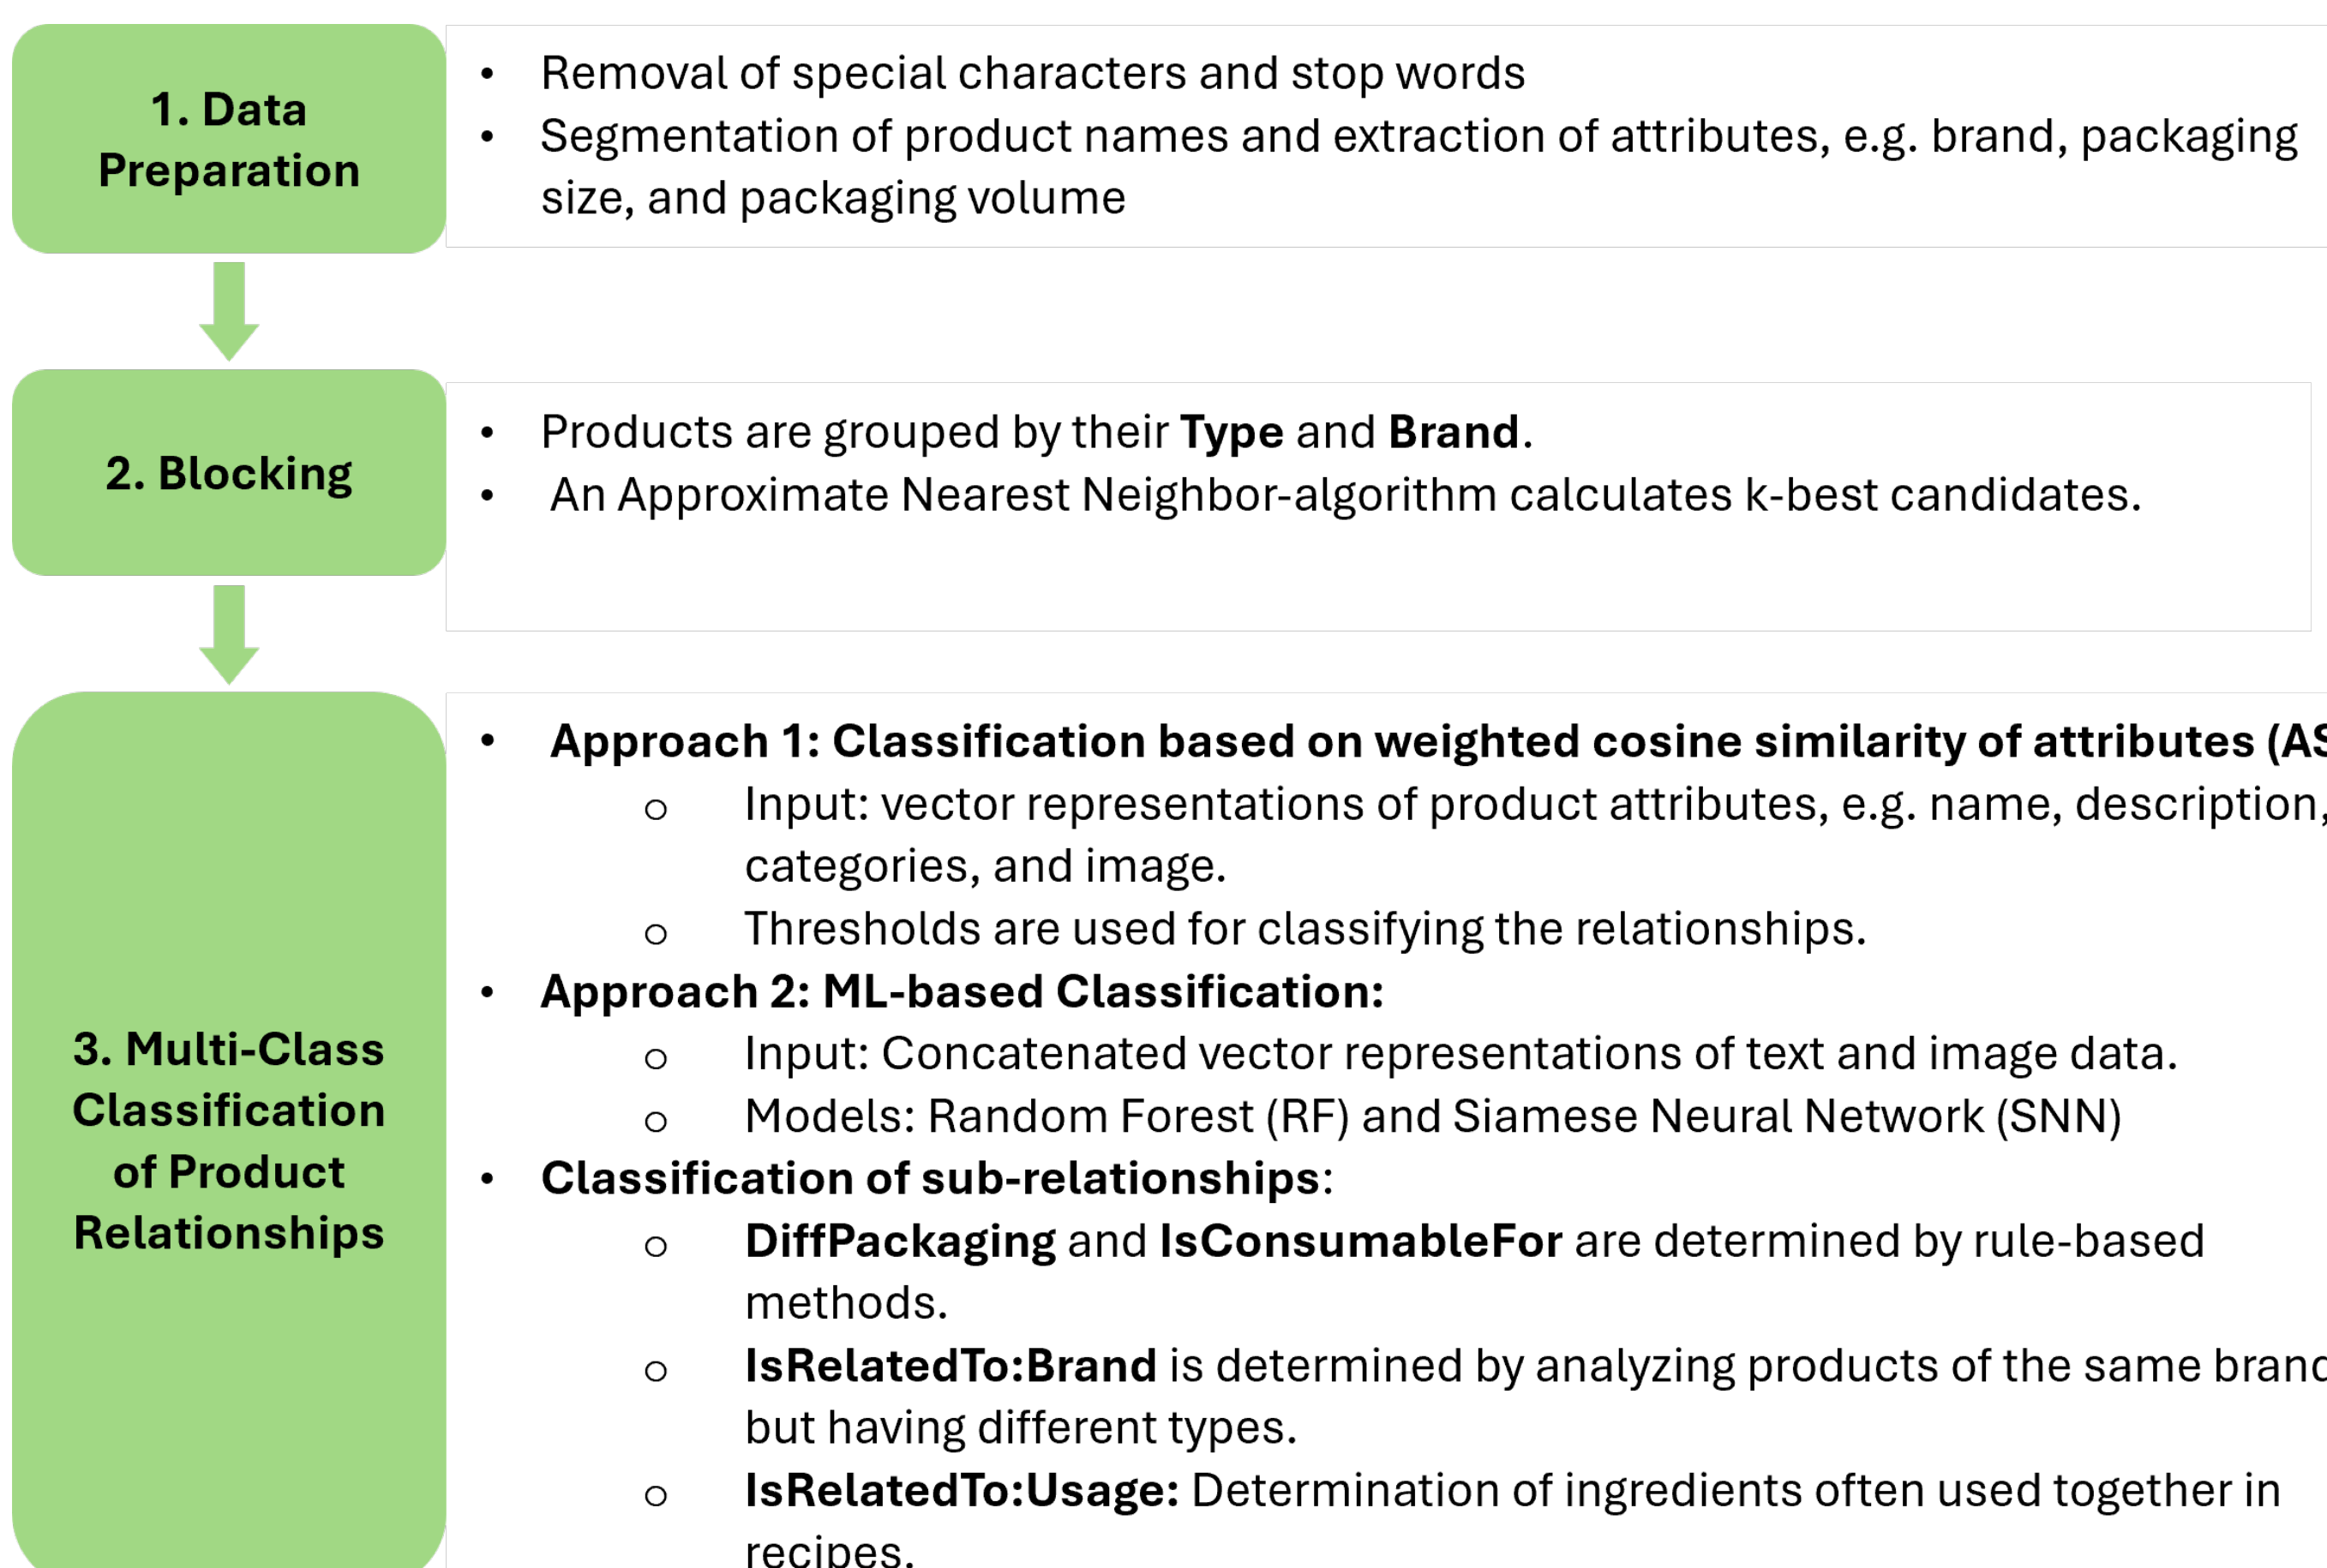 1. Data
Preparation
• Removal of special characters and stop words
• Segmentation of product names and extraction of attributes, e.g. brand, packaging
size, and packaging volume
2. Blocking
• Products are grouped by their Type and Brand.
• An Approximate Nearest Neighbor-algorithm calculates k-best candidates.
3. Multi-Class
Classification
of Product
Relationships
• Approach 1: Classification based on weighted cosine similarity of attributes (AS
o Input: vector representations of product attributes, e.g. name, description,
categories, and image.
o Thresholds are used for classifying the relationships.
• Approach 2: ML-based Classification:
o Input: Concatenated vector representations of text and image data.
o Models: Random Forest (RF) and Siamese Neural Network (SNN)
• Classification of sub-relationships:
o DiffPackaging and IsConsumableFor are determined by rule-based
methods.
o IsRelatedTo:Brand is determined by analyzing products of the same brand
but having different types.
o IsRelatedTo:Usage: Determination of ingredients often used together in
recipes.